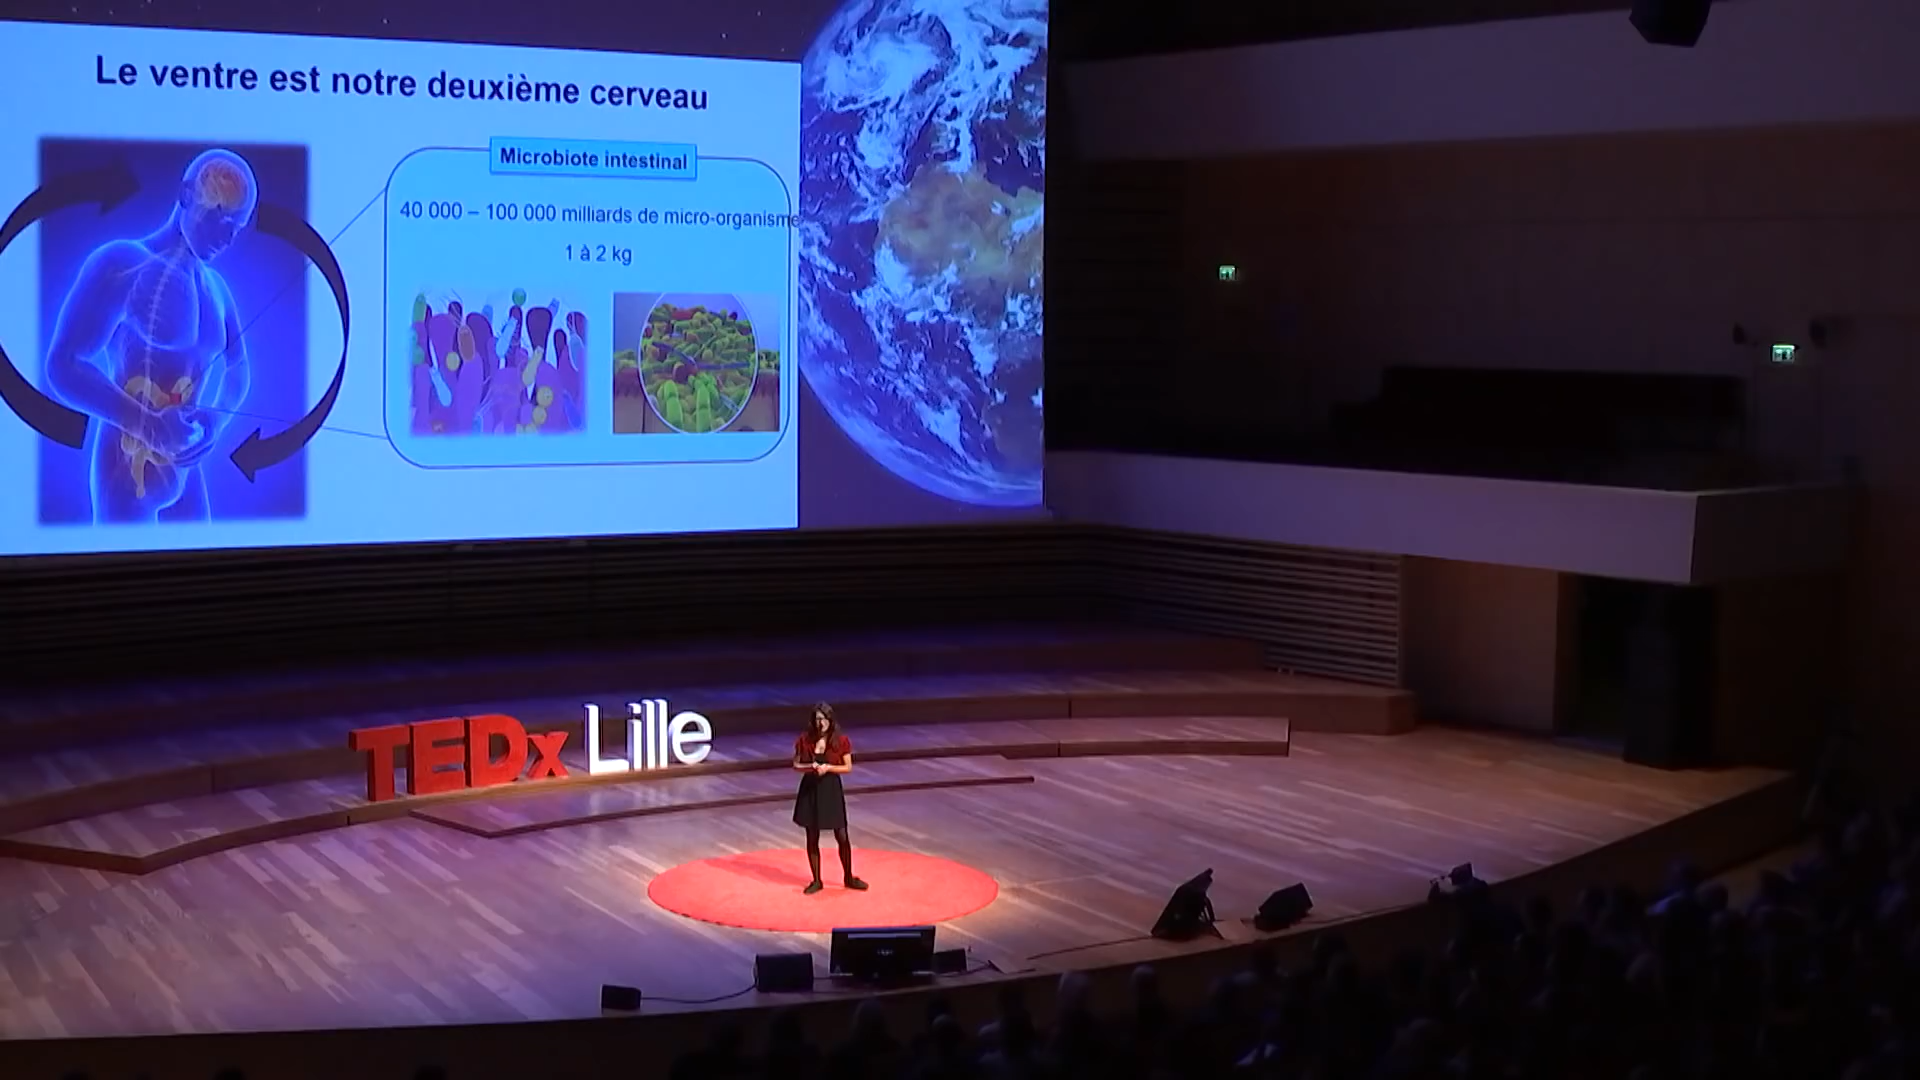 Le ventre est notre deuxième cerveau
Microbiote intestinal
40 000 – 100 000 milliards de micro-organisme
1 à 2 kg
TEDx Lille